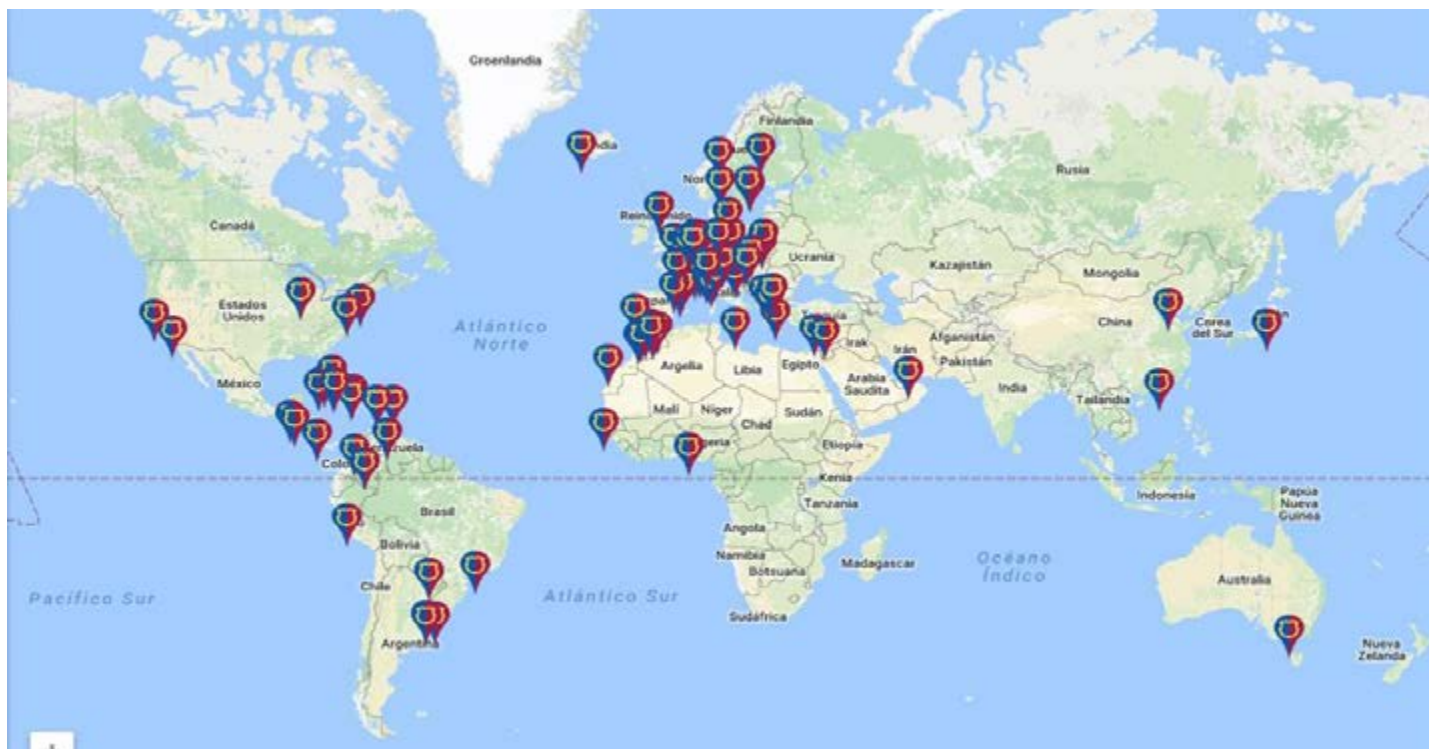 Groenlandia
Finlandia
Rusia
Canadá
Ucrania
Kazajistán
Mongolia
Estados
Unidos
Atlántico
Norte
China
Corea
del Sur
Afganistán
Irak
Irán
Pakistán
México
Argelia
Libia
Egipto
Arabia
Saudita
India
Tailandia
Malí
Níger
Chad
Sudán
Etiopía
Kenia
Tanzania
Indonesia
Papúa
Nueva
Guinea
Brasil
Bolivia
Angola
Namibia
Botsuana
Madagascar
Océano
Índico
Australia
Chile
Pacífico Sur
Atlántico Sur
Sudáfrica
Argentina
Nueva
Zelanda